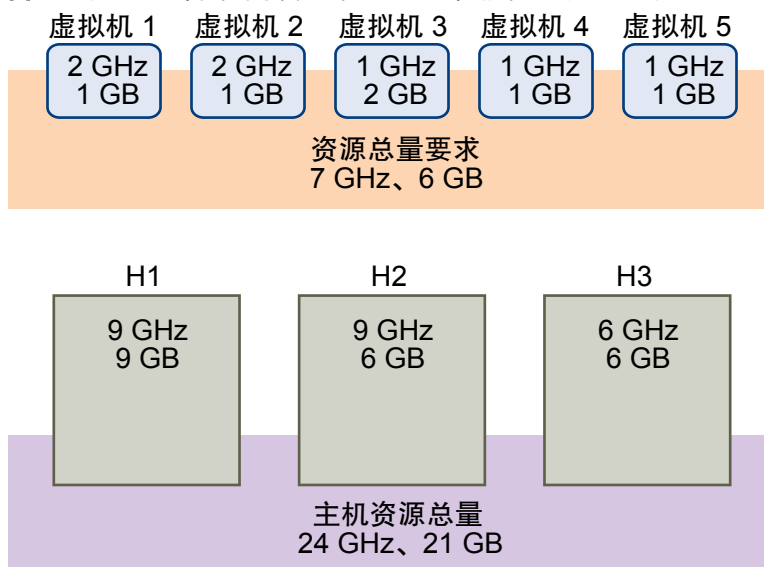 虚拟机 1 虚拟机 2 虚拟机 3 虚拟机 4 虚拟机 5
2 GHz 2 GHz 1 GHz 1 GHz 1 GHz
1 GB 1 GB 2 GB 1 GB 1 GB
资源总量要求
7 GHz、6 GB
H1 H2 H3
9 GHz 9 GHz 6 GHz
9 GB 6 GB 6 GB
主机资源总量
24 GHz、21 GB